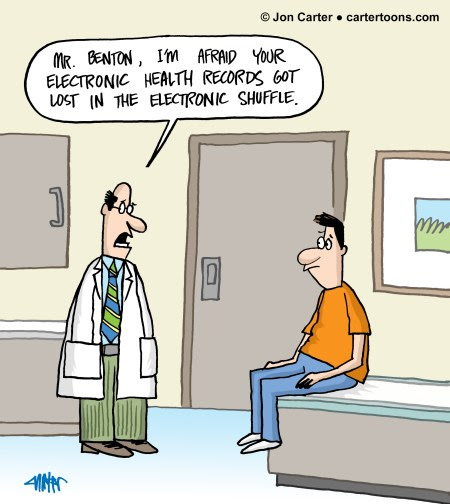 © Jon Carter ● cartertoons.com
MR. BENTON, I'M AFRAID YOUR
ELECTRONIC HEALTH RECORDS GOT
LOST IN THE ELECTRONIC SHUFFLE.